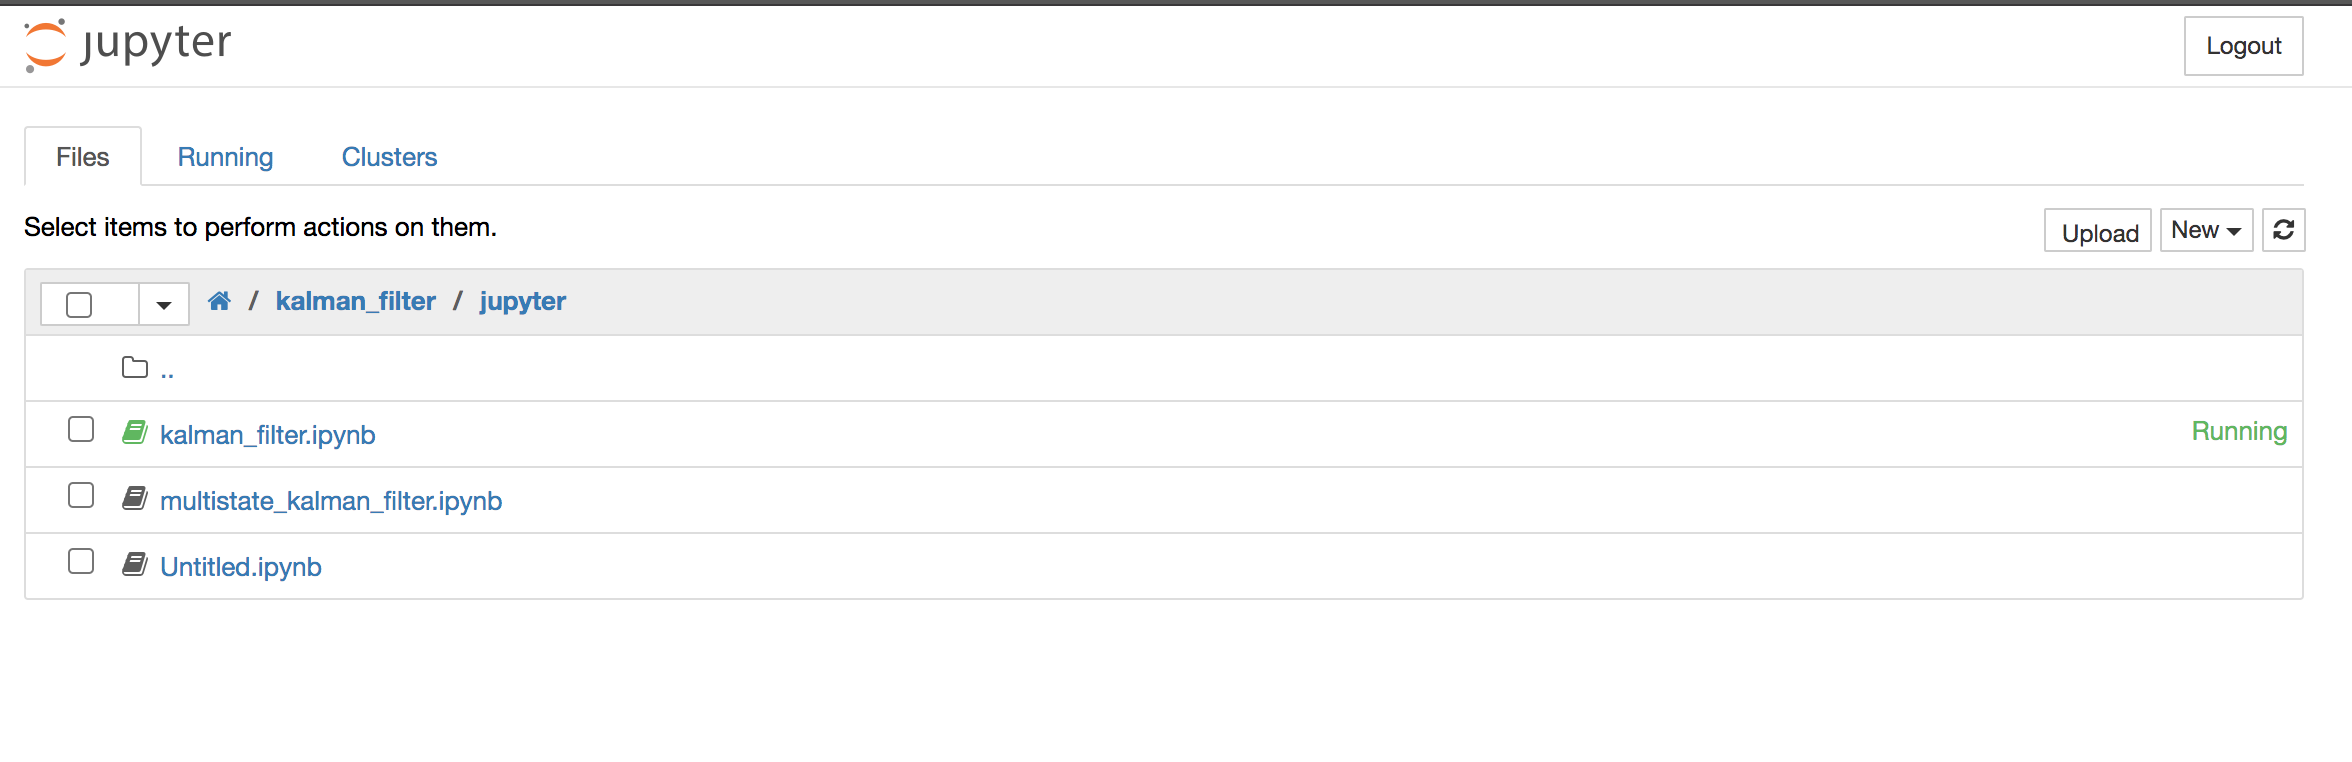 jupyter
Logout
Files Running Clusters
Select items to perform actions on them.
Upload New
/ kalman_filter / jupyter
..
kalman_filter.ipynb Running
multistate_kalman_filter.ipynb
Untitled.ipynb